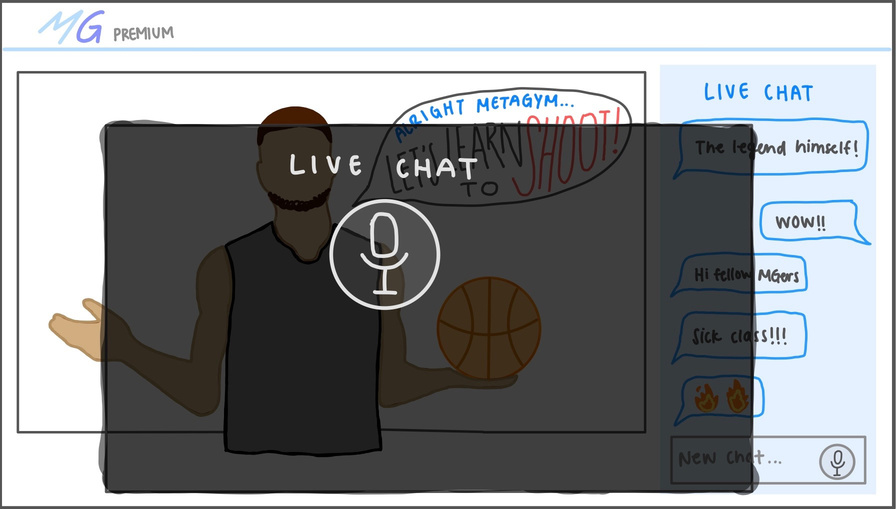 MG PREMIUM
ALRIGHT METAGYM...
LET'S LEARN
TO SHOOT!
LIVE CHAT
LIVE CHAT
The legend himself!
WOW!!
Hi fellow MGers
Sick class!!!
New chat...